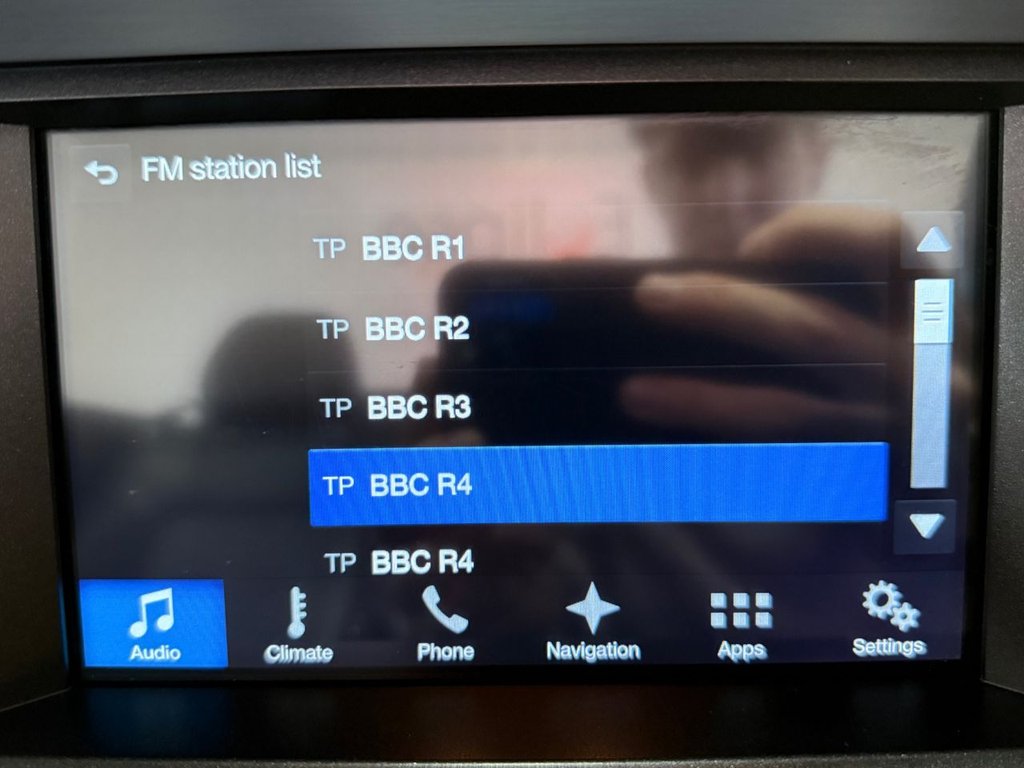 FM station list
TP BBC R1
TP BBC R2
TP BBC R3
TP BBC R4
TP BBC R4
Audio Climate Phone Navigation Apps Settings